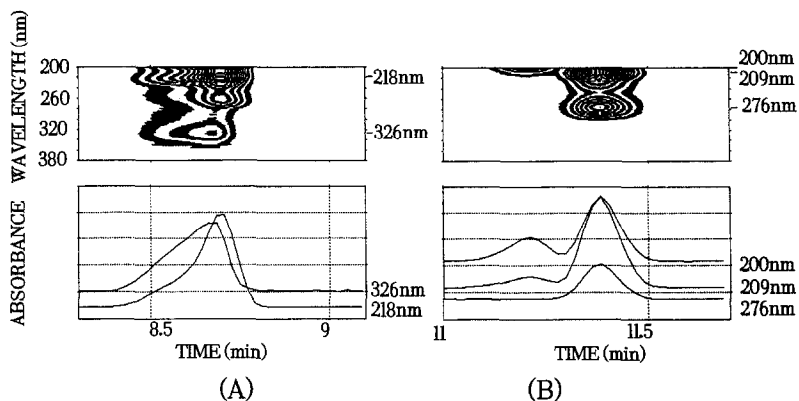 WAVELENGTH (nm)
200
260
320
380
218nm
326nm
200nm
209nm
276nm
ABSORBANCE
326nm
218nm
8.5
9
TIME (min)
200nm
209nm
276nm
11
11.5
TIME (min)
(A)
(B)